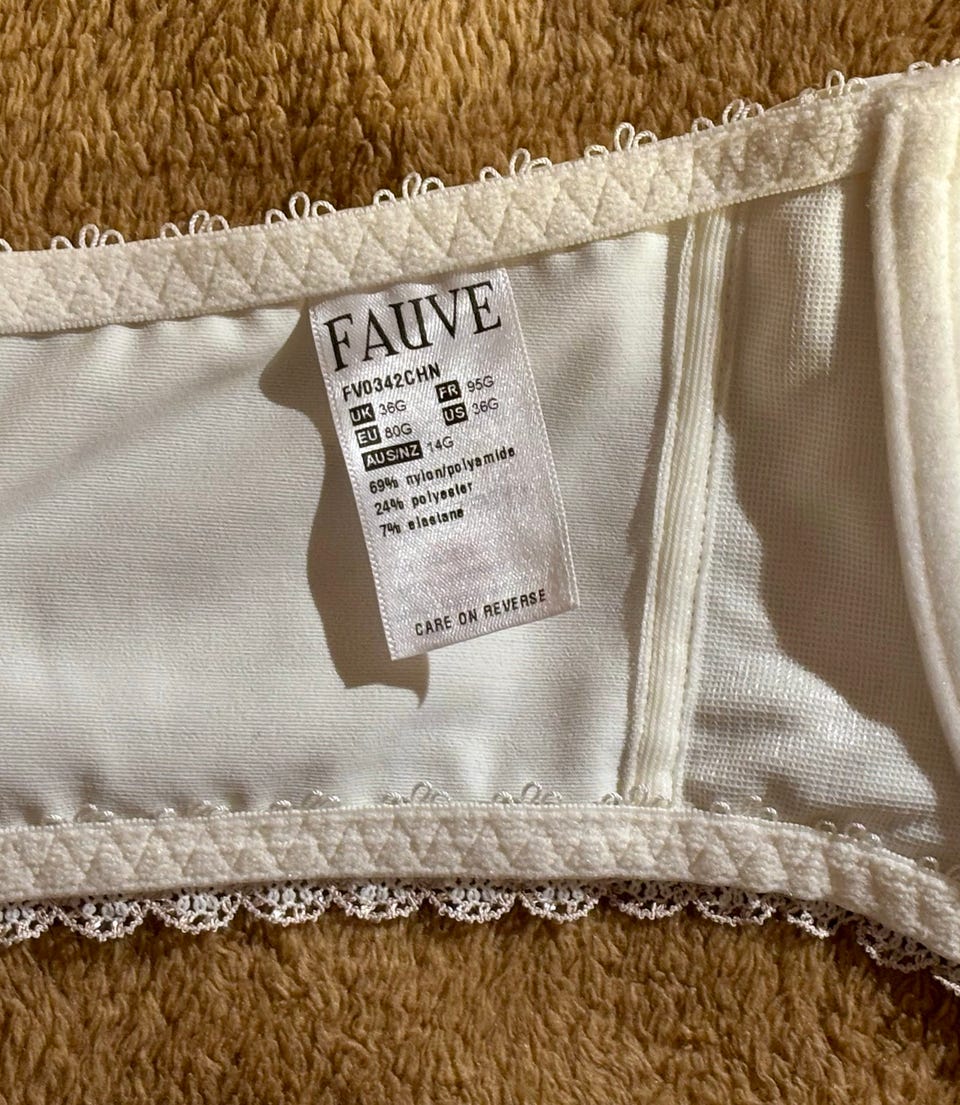 FAUVE
FV0342CHN
UK 36G FR 95G
EU 80G US 36G
AUS/NZ 14G
69% nylon/polyamide
24% polyester
7% elastane
CARE ON REVERSE